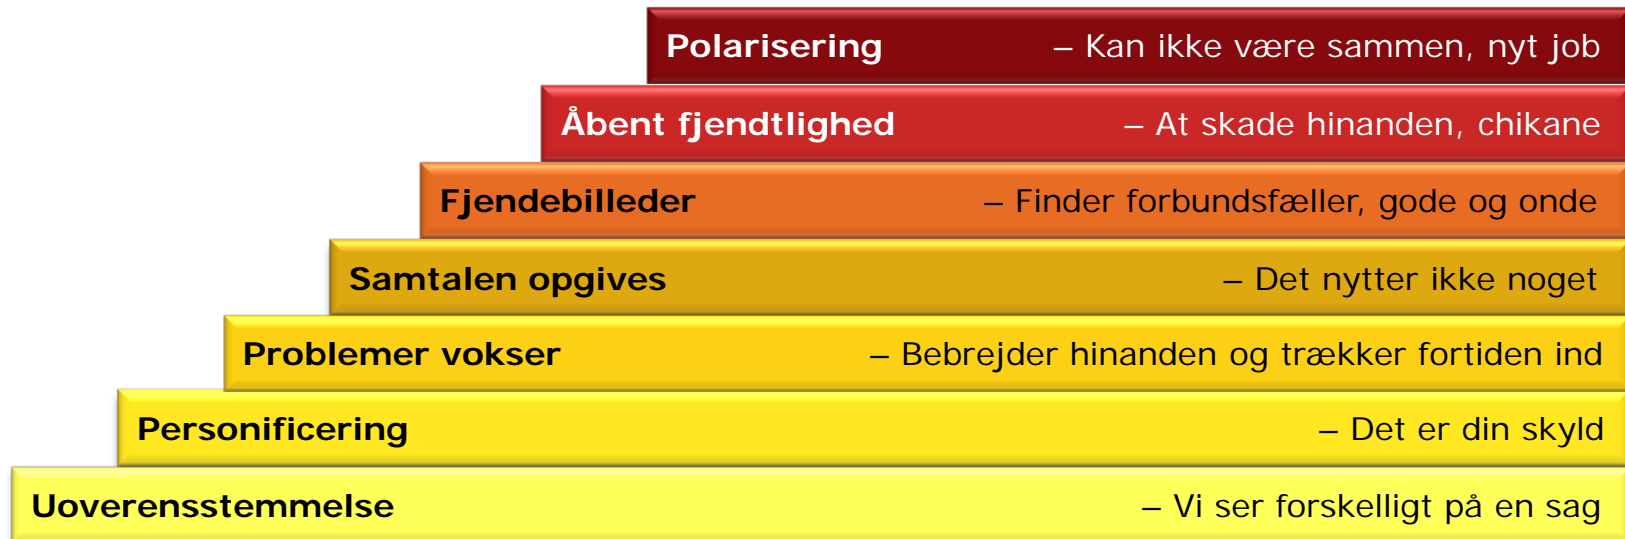 Polarisering – Kan ikke være sammen, nyt job
Åbent fjendtlighed – At skade hinanden, chikane
Fjendebilleder – Finder forbundsfæller, gode og onde
Samtalen opgives – Det nytter ikke noget
Problemer vokser – Bebrejder hinanden og trækker fortiden ind
Personificering – Det er din skyld
Uoverensstemmelse – Vi ser forskelligt på en sag